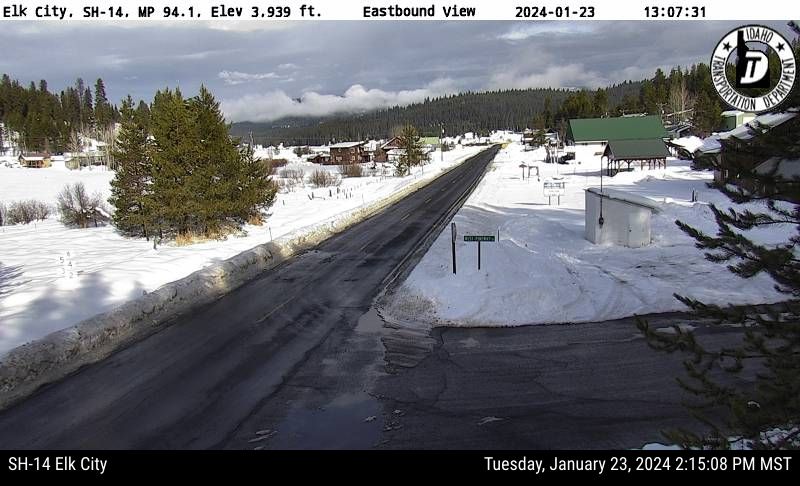 Elk City, SH-14, MP 94.1, Elev 3,939 ft. Eastbound View 2024-01-23 13:07:31
IDAHO
D
TRANSPORTATION DEPARTMENT
SH-14 Elk City Tuesday, January 23, 2024 2:15:08 PM MST